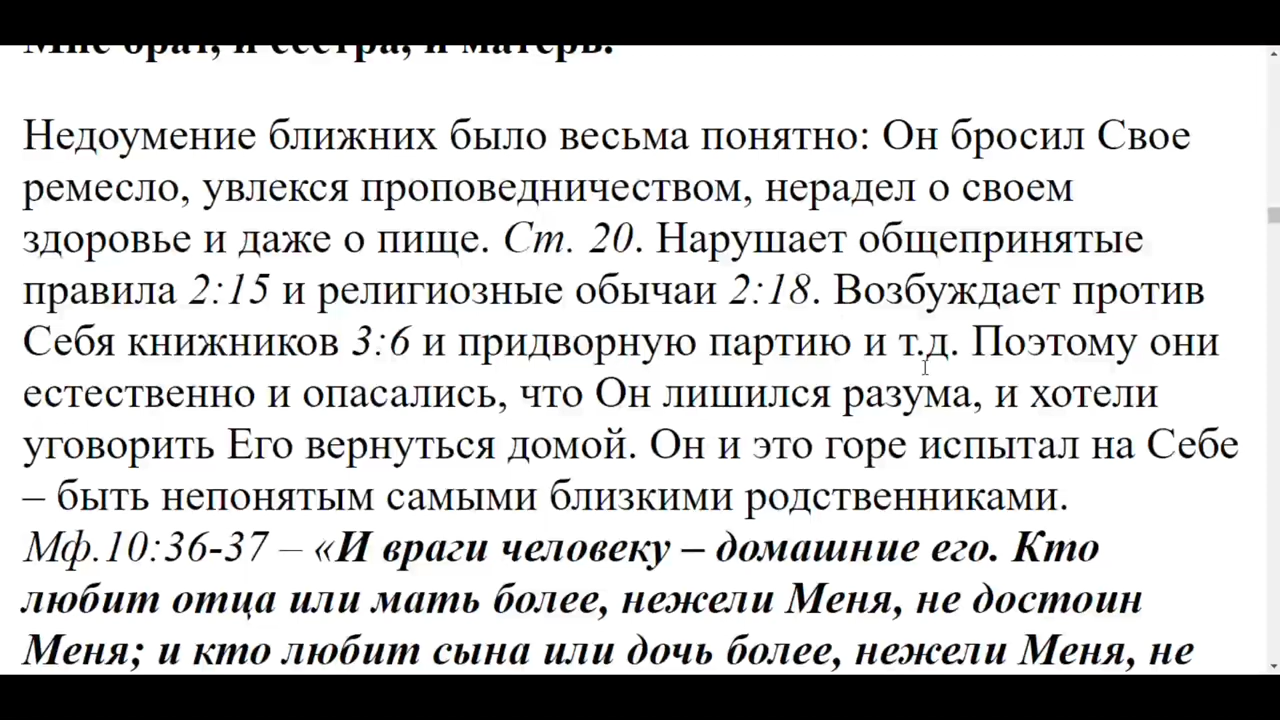 Мне брат, и сестра, и матерь.
Недоумение ближних было весьма понятно: Он бросил Свое
ремесло, увлекся проповедничеством, нерадел о своем
здоровье и даже о пище. Ст. 20. Нарушает общепринятые
правила 2:15 и религиозные обычаи 2:18. Возбуждает против
Себя книжников 3:6 и придворную партию и т.д. Поэтому они
естественно и опасались, что Он лишился разума, и хотели
уговорить Его вернуться домой. Он и это горе испытал на Себе
– быть непонятым самыми близкими родственниками.
Мф.10:36-37 – «И враги человеку – домашние его. Кто
любит отца или мать более, нежели Меня, не достоин
Меня; и кто любит сына или дочь более, нежели Меня, не